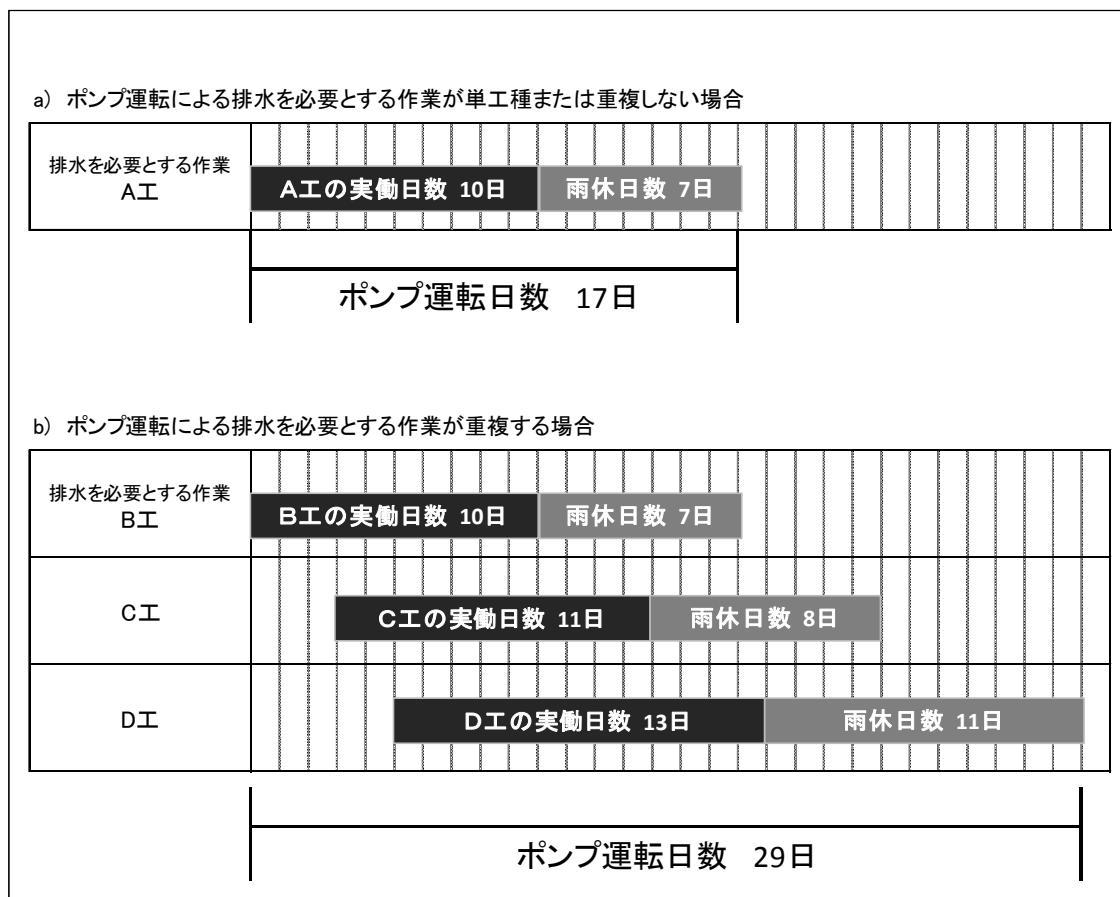 a) ポンプ運転による排水を必要とする作業が単工種または重複しない場合
排水を必要とする作業
A工
A工の実働日数 10日
雨休日数 7日
ポンプ運転日数 17日
b) ポンプ運転による排水を必要とする作業が重複する場合
排水を必要とする作業
B工
B工の実働日数 10日
雨休日数 7日
C工
C工の実働日数 11日
雨休日数 8日
D工
D工の実働日数 13日
雨休日数 11日
ポンプ運転日数 29日